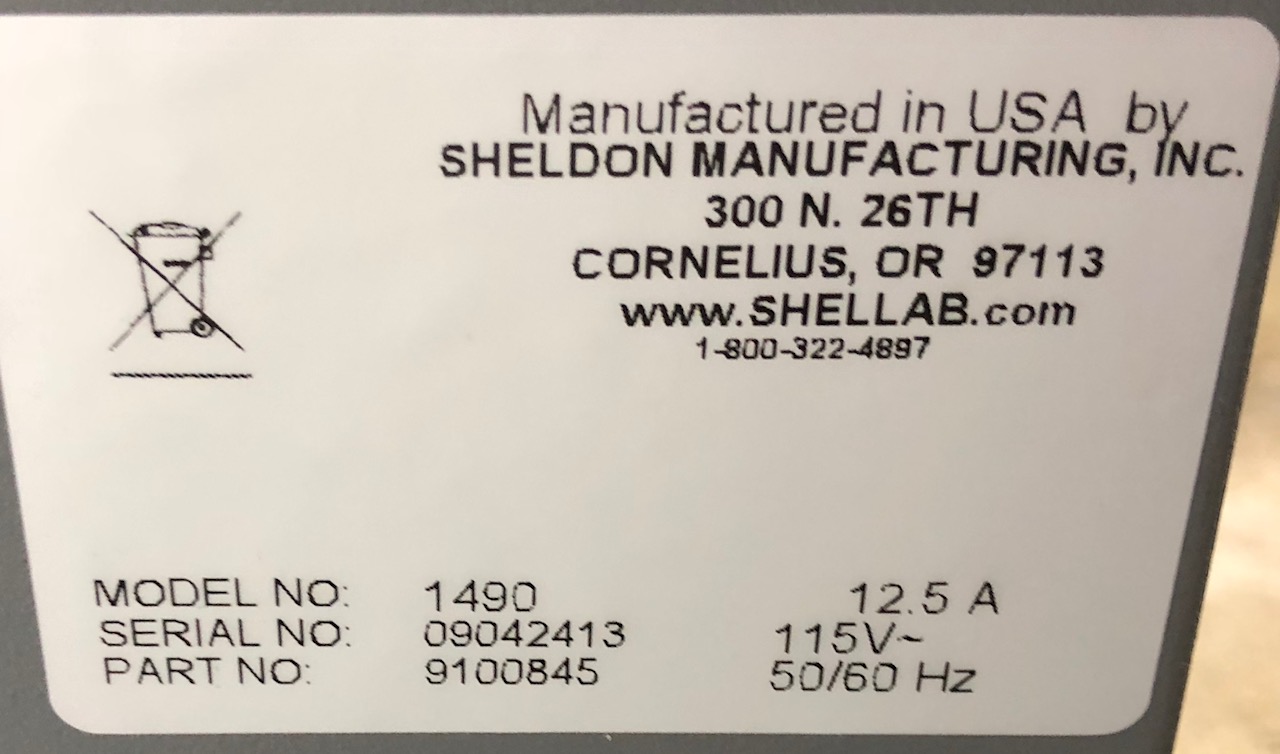 Manufactured in USA by
SHELDON MANUFACTURING, INC.
300 N. 26TH
CORNELIUS, OR 97113
www.SHELLAB.com
1-800-322-4897
MODEL NO: 1490 12.5 A
SERIAL NO: 09042413 115V~
PART NO: 9100845 50/60 Hz